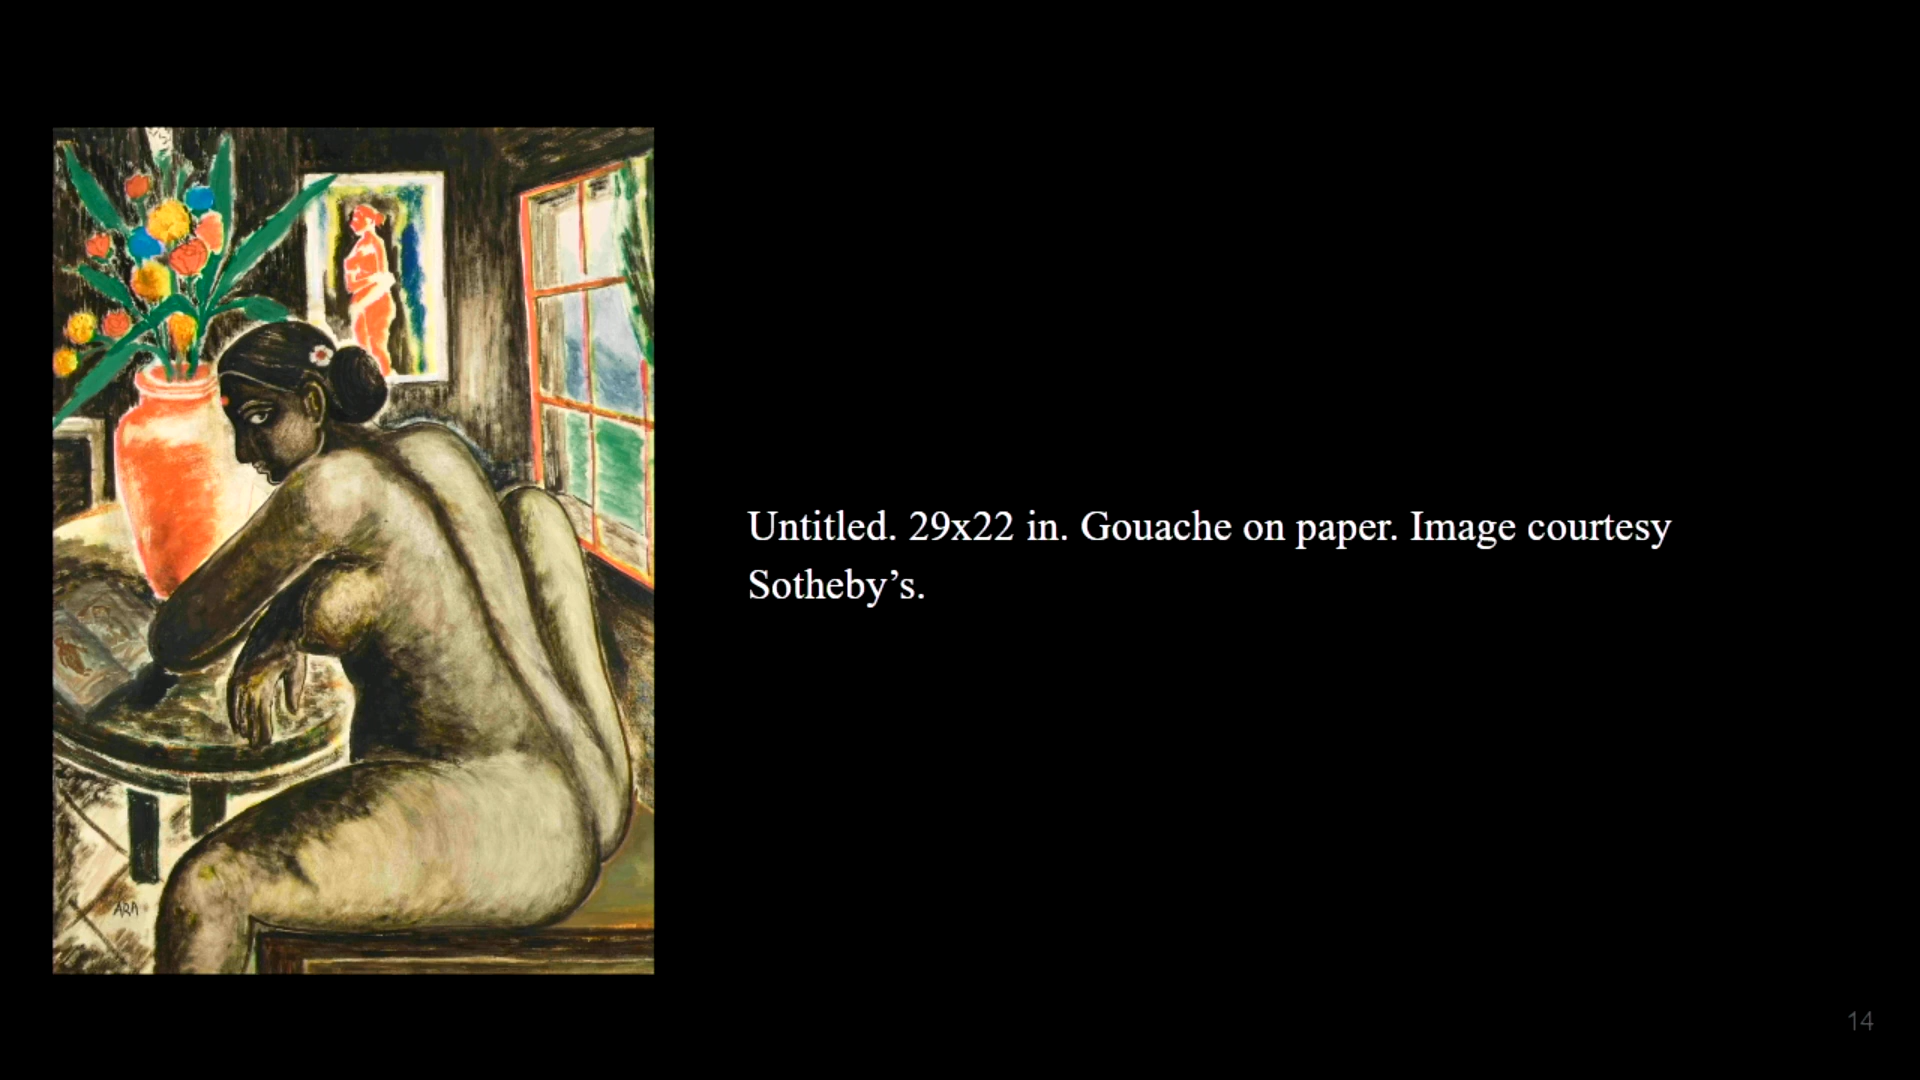 ARA
Untitled. 29x22 in. Gouache on paper. Image courtesy
Sotheby’s.
14